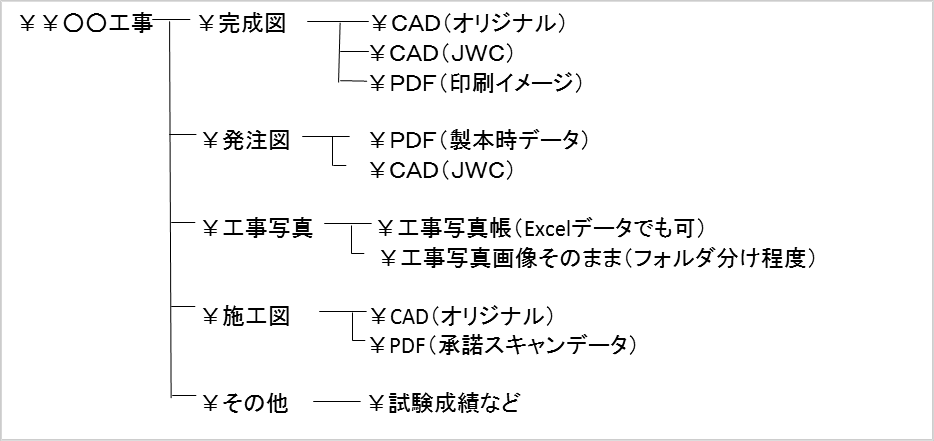 ￥￥○○工事 ￥完成図 ￥CAD（オリジナル）
￥CAD（JWC）
￥PDF（印刷イメージ）
￥発注図 ￥PDF（製本時データ）
￥CAD（JWC）
￥工事写真 ￥工事写真帳（Excelデータでも可）
￥工事写真画像そのまま（フォルダ分け程度）
￥施工図 ￥CAD（オリジナル）
￥PDF（承諾スキャンデータ）
￥その他 ￥試験成績など